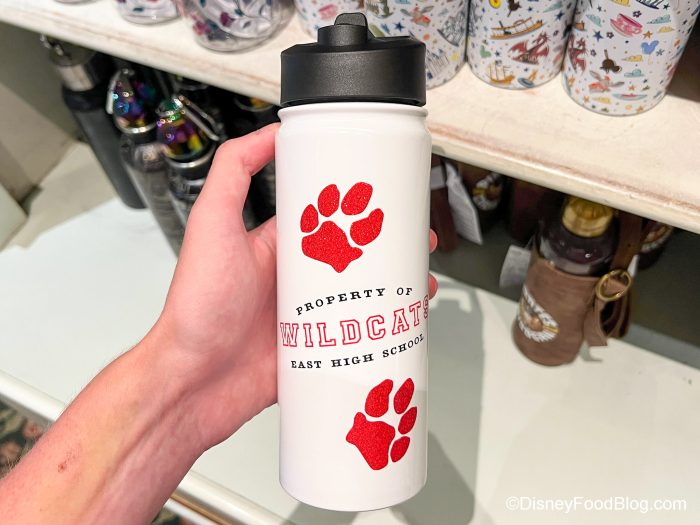 PROPERTY OF
WILDCATS
EAST HIGH SCHOOL
©DisneyFoodBlog.com